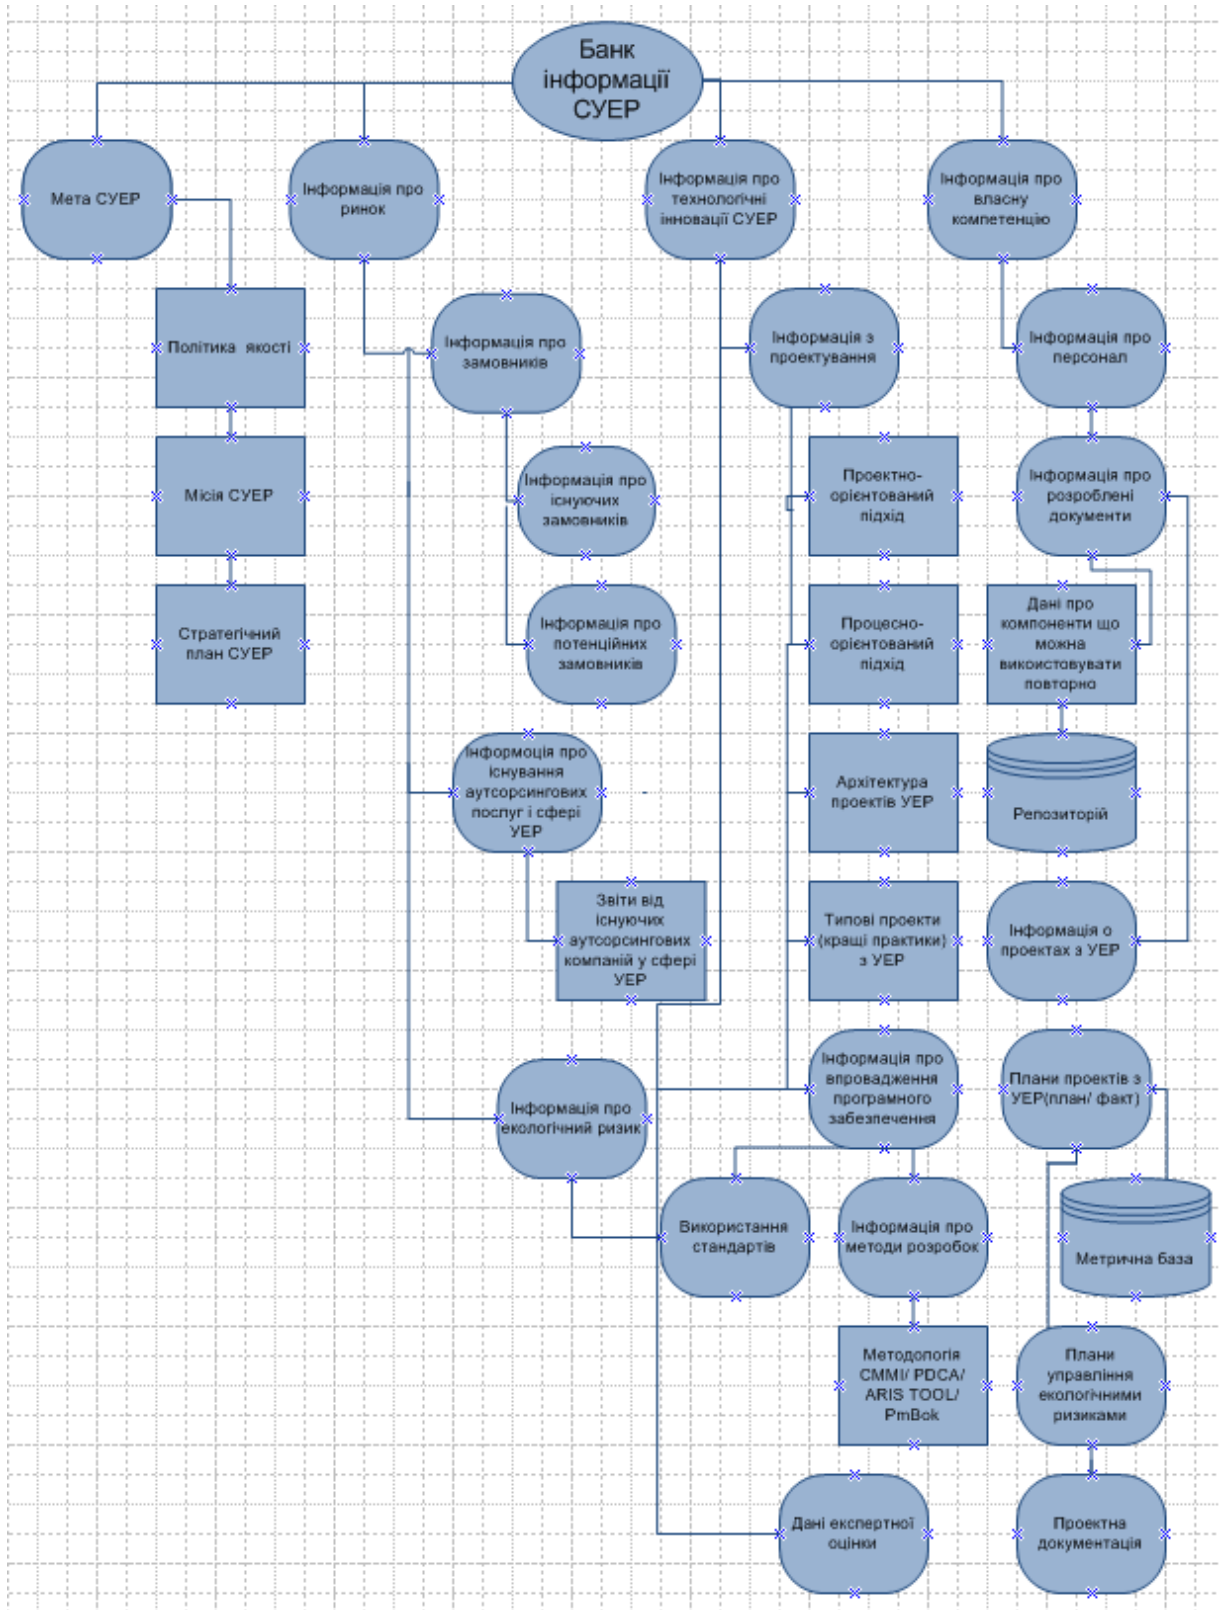 Банк
інформації
СУЕР
Мета СУЕР
Інформація про
ринок
Інформація про
технологічні
інновації СУЕР
Інформація про
власну
компетенцію
Політика якості
Інформація про
замовників
Інформація з
проектування
Інформація про
персонал
Місія СУЕР
Інформація про
існуючих
замовників
Проектно-
орієнтований
підхід
Інформація про
розроблені
документи
Стратегічний
план СУЕР
Інформація про
потенційних
замовників
Процесно-
орієнтований
підхід
Дані про
компоненти що
можна
викоистовувати
повторно
Інформоція про
існування
аутсорсингових
послуг і сфері
УЕР
Архітектура
проектів УЕР
Репозиторій
Звіти від
існуючих
аутсорсингових
компаній у сфері
УЕР
Типові проекти
(кращі практики)
з УЕР
Інформація о
проектах з УЕР
Інформація про
екологічний ризик
Інформація про
впровадження
програмного
забезпечення
Плани проектів з
УЕР(план/ факт)
Використання
стандартів
Інформація про
методи розробок
Метрична база
Методологія
CMMI/ PDCA/
ARIS TOOL/
PmBok
Плани
управління
екологічними
ризиками
Дані експертної
оцінки
Проектна
документація